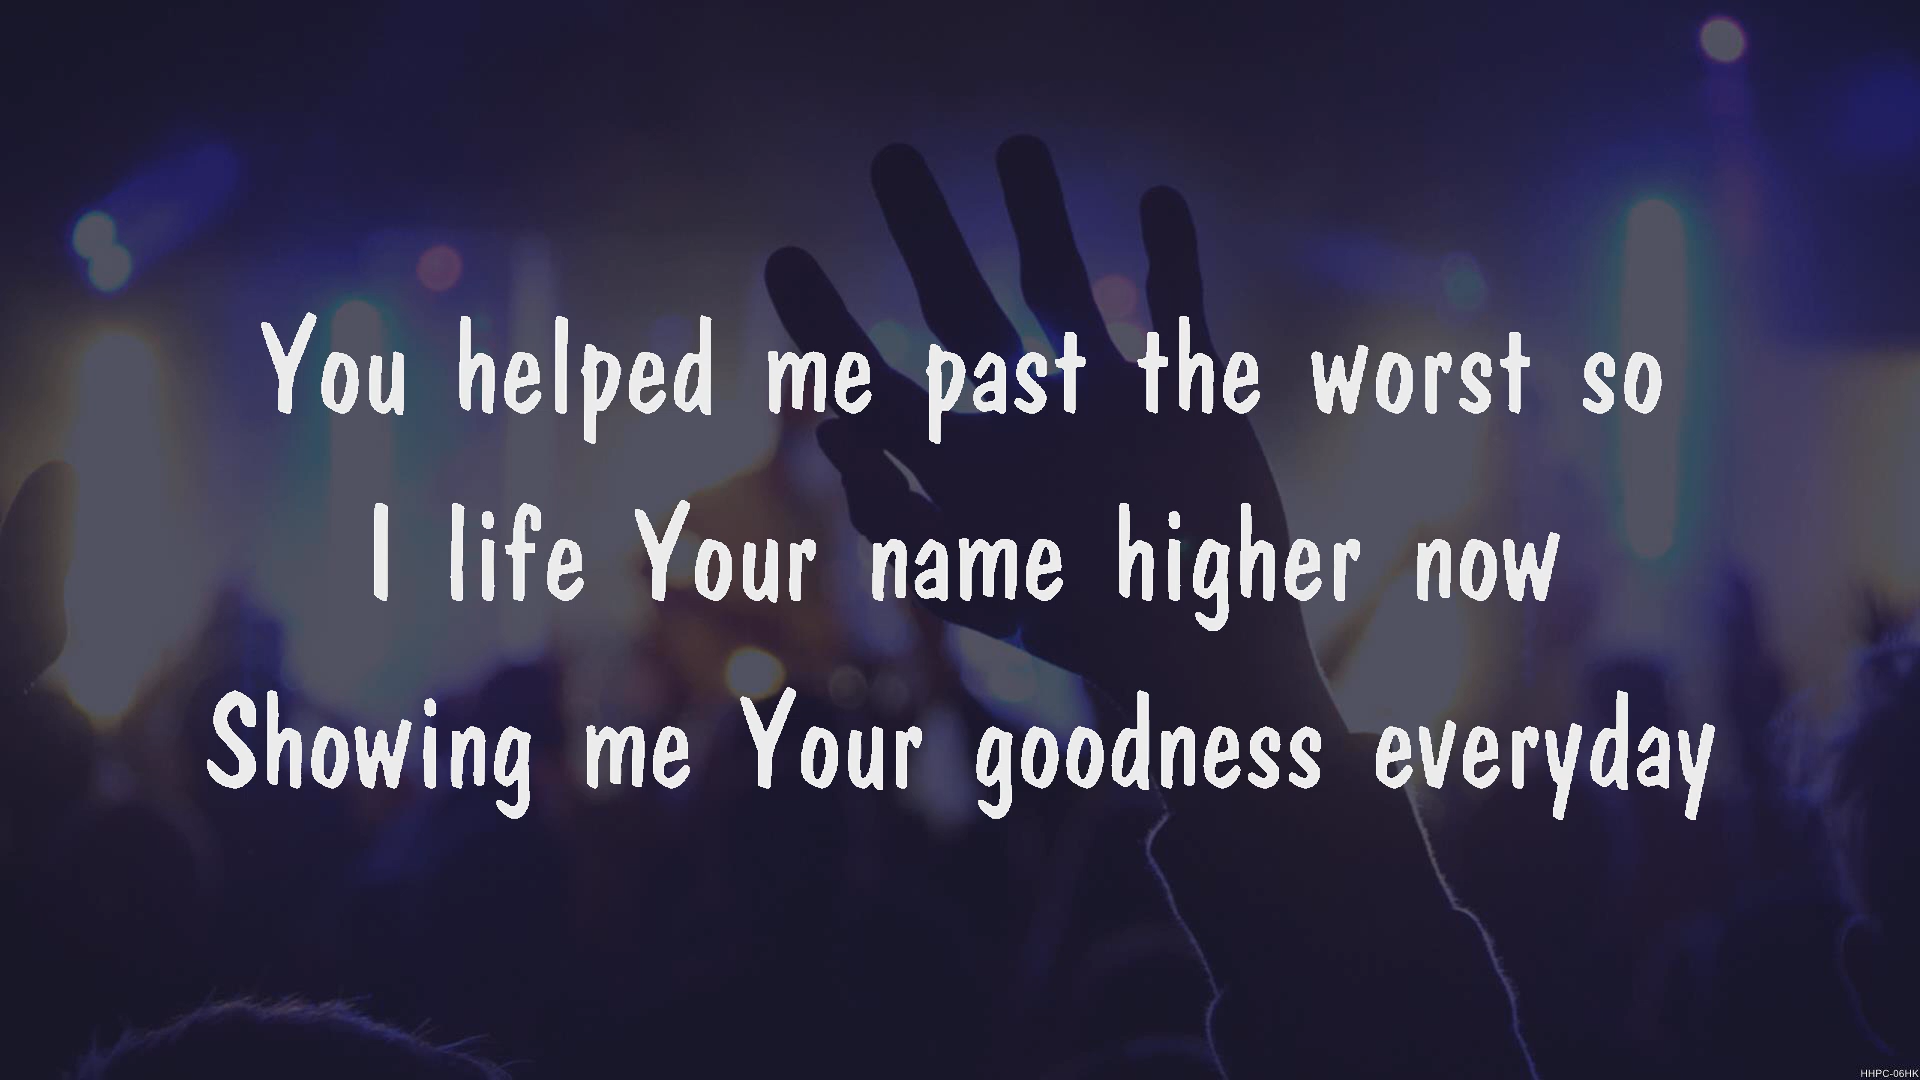 You helped me past the worst so
I life Your name higher now
Showing me Your goodness everyday
HHPC-06HK